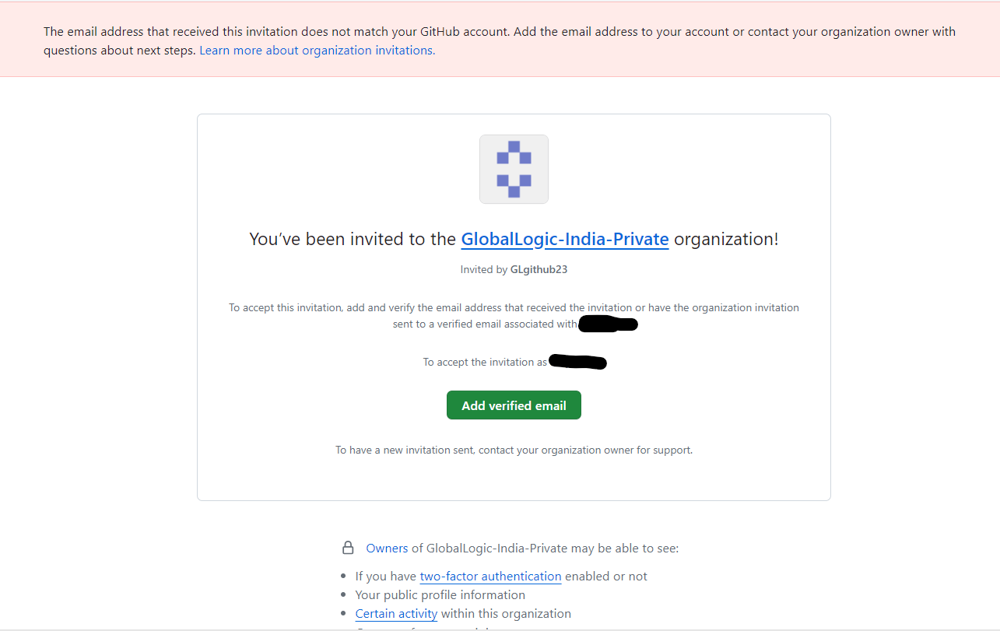 The email address that received this invitation does not match your GitHub account. Add the email address to your account or contact your organization owner with
questions about next steps. Learn more about organization invitations.
You’ve been invited to the GlobalLogic-India-Private organization!
Invited by GLgithub23
To accept this invitation, add and verify the email address that received the invitation or have the organization invitation
sent to a verified email associated with
To accept the invitation as
Add verified email
To have a new invitation sent, contact your organization owner for support.
Owners of GlobalLogic-India-Private may be able to see:
• If you have two-factor authentication enabled or not
• Your public profile information
• Certain activity within this organization